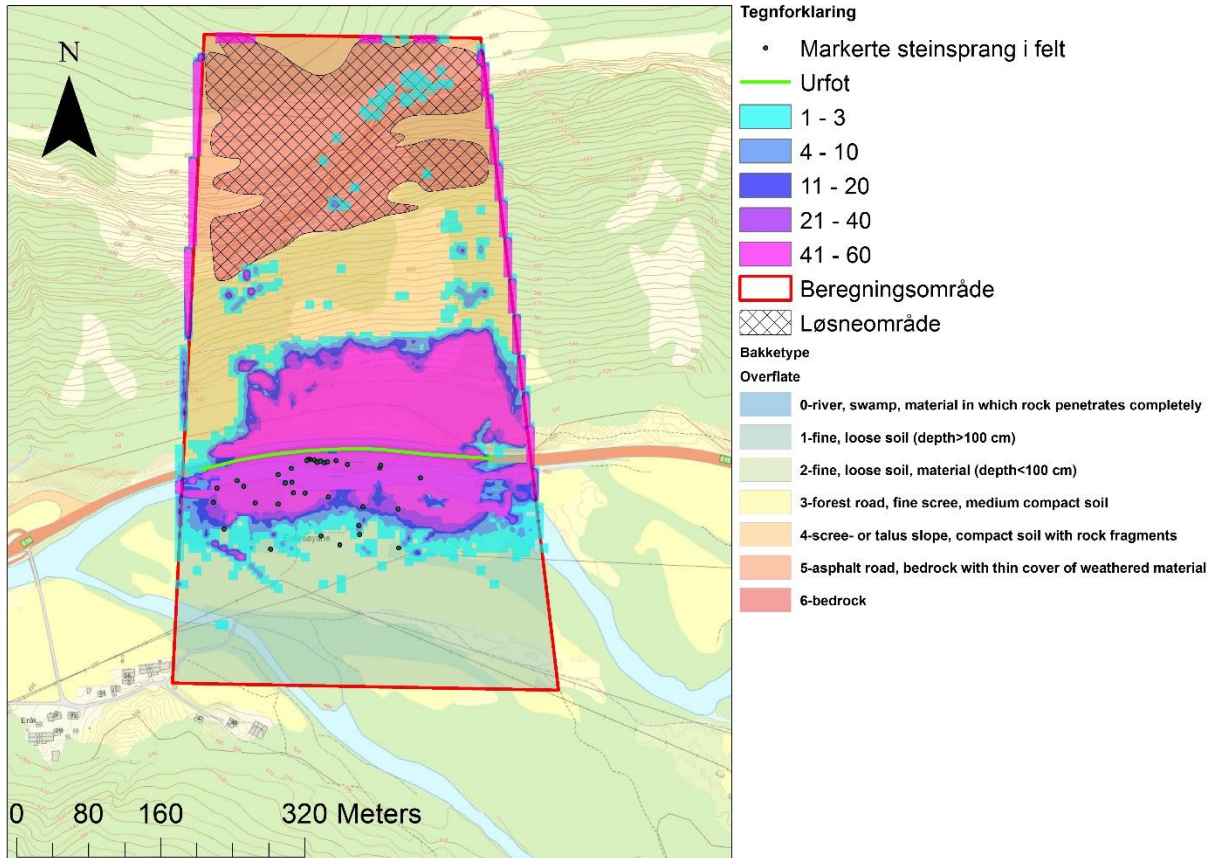 Tegnforklaring
Markerte steinsprang i felt
Urfot
1 - 3
4 - 10
11 - 20
21 - 40
41 - 60
Beregningsområde
Løsneområde
Bakketype
Overflate
0-river, swamp, material in which rock penetrates completely
1-fine, loose soil (depth>100 cm)
2-fine, loose soil, material (depth<100 cm)
3-forest road, fine scree, medium compact soil
4-scree- or talus slope, compact soil with rock fragments
5-asphalt road, bedrock with thin cover of weathered material
6-bedrock
N
Eråk
0 80 160 320 Meters